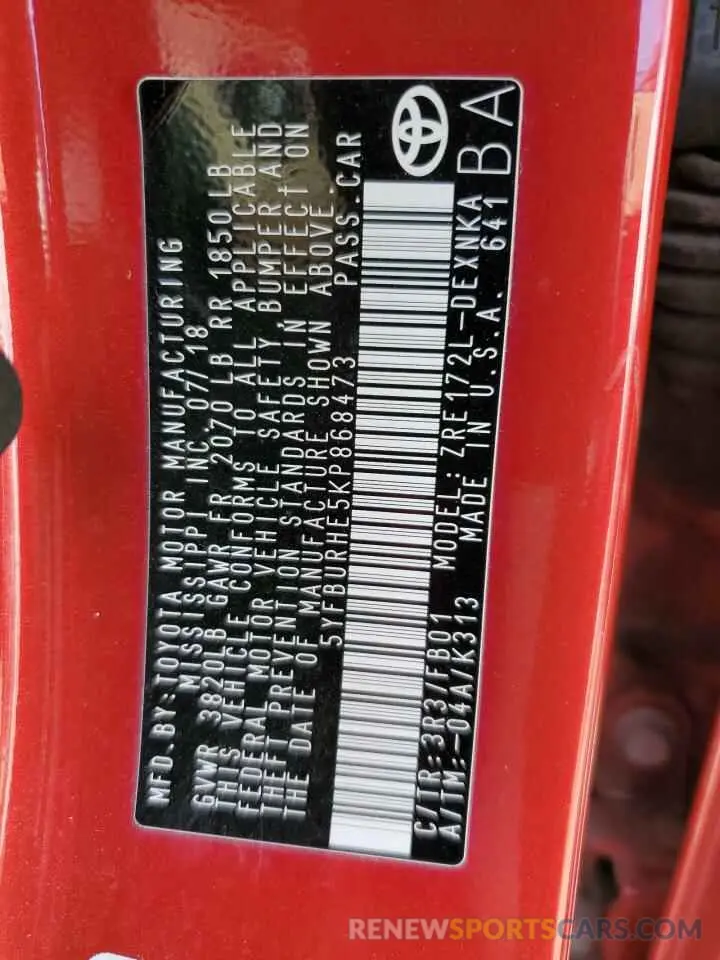 MFD.BY: TOYOTA MOTOR MANUFACTURING
MISSISSIPPI INC. 07/18
GVWR 3820LB GAWR FR 2070 LB RR 1850LB
THIS VEHICLE CONFORMS TO ALL APPLICABLE
FEDERAL MOTOR VEHICLE SAFETY, BUMPER AND
THEFT PREVENTION STANDARDS IN EFFECT ON
THE DATE OF MANUFACTURE SHOWN ABOVE.
5YFBURHE5KP868473 PASS.CAR
C/TR:3R3/FB01 MODEL: ZRE172L-DEXNKA
A/TM:-04A/K313 MADE IN U.S.A. 641
BA
RENEWSPORTSCARS.COM